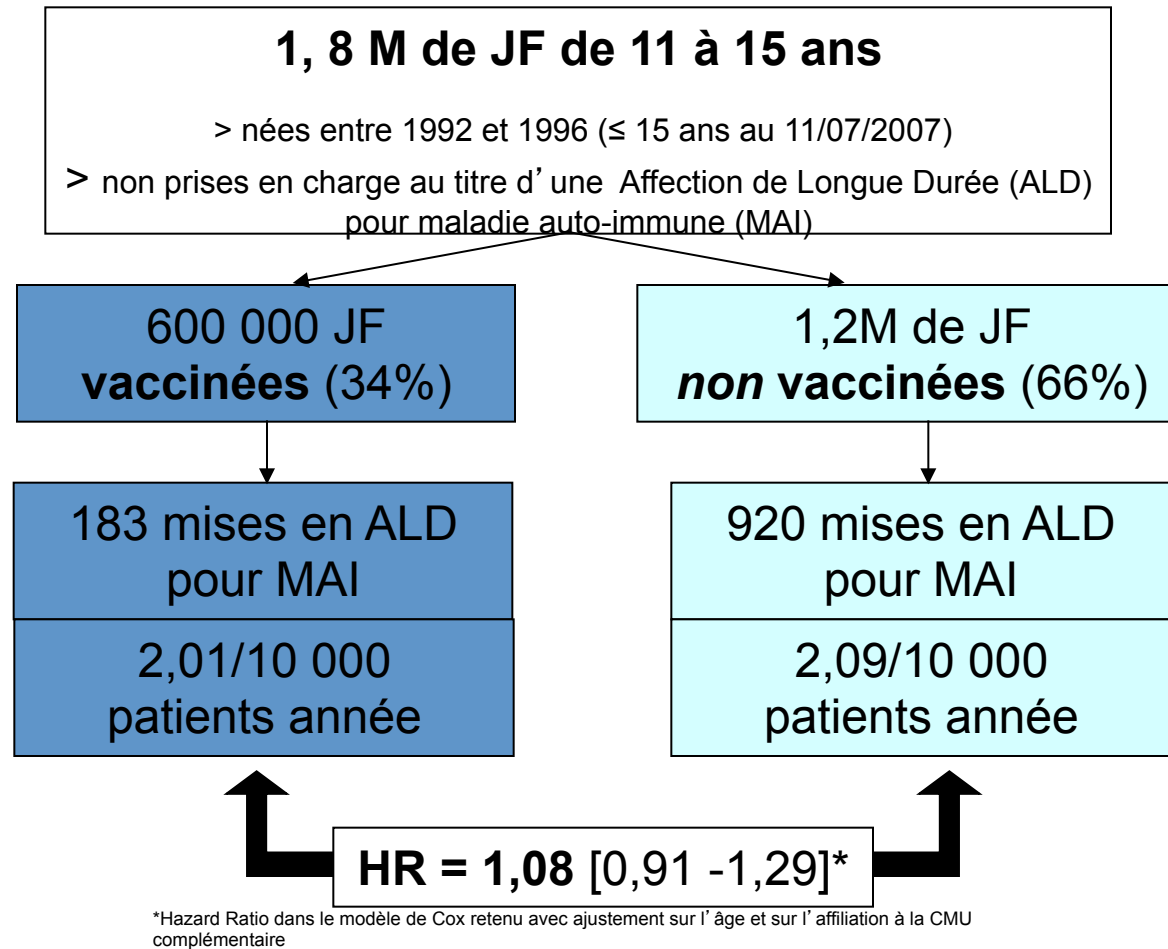 1, 8 M de JF de 11 à 15 ans
> nées entre 1992 et 1996 (≤ 15 ans au 11/07/2007)
> non prises en charge au titre d’une Affection de Longue Durée (ALD)
pour maladie auto-immune (MAI)
600 000 JF
vaccinées (34%)
1,2M de JF
non vaccinées (66%)
183 mises en ALD
pour MAI
920 mises en ALD
pour MAI
2,01/10 000
patients année
2,09/10 000
patients année
HR = 1,08 [0,91 -1,29]*
*Hazard Ratio dans le modèle de Cox retenu avec ajustement sur l’âge et sur l’affiliation à la CMU
complémentaire